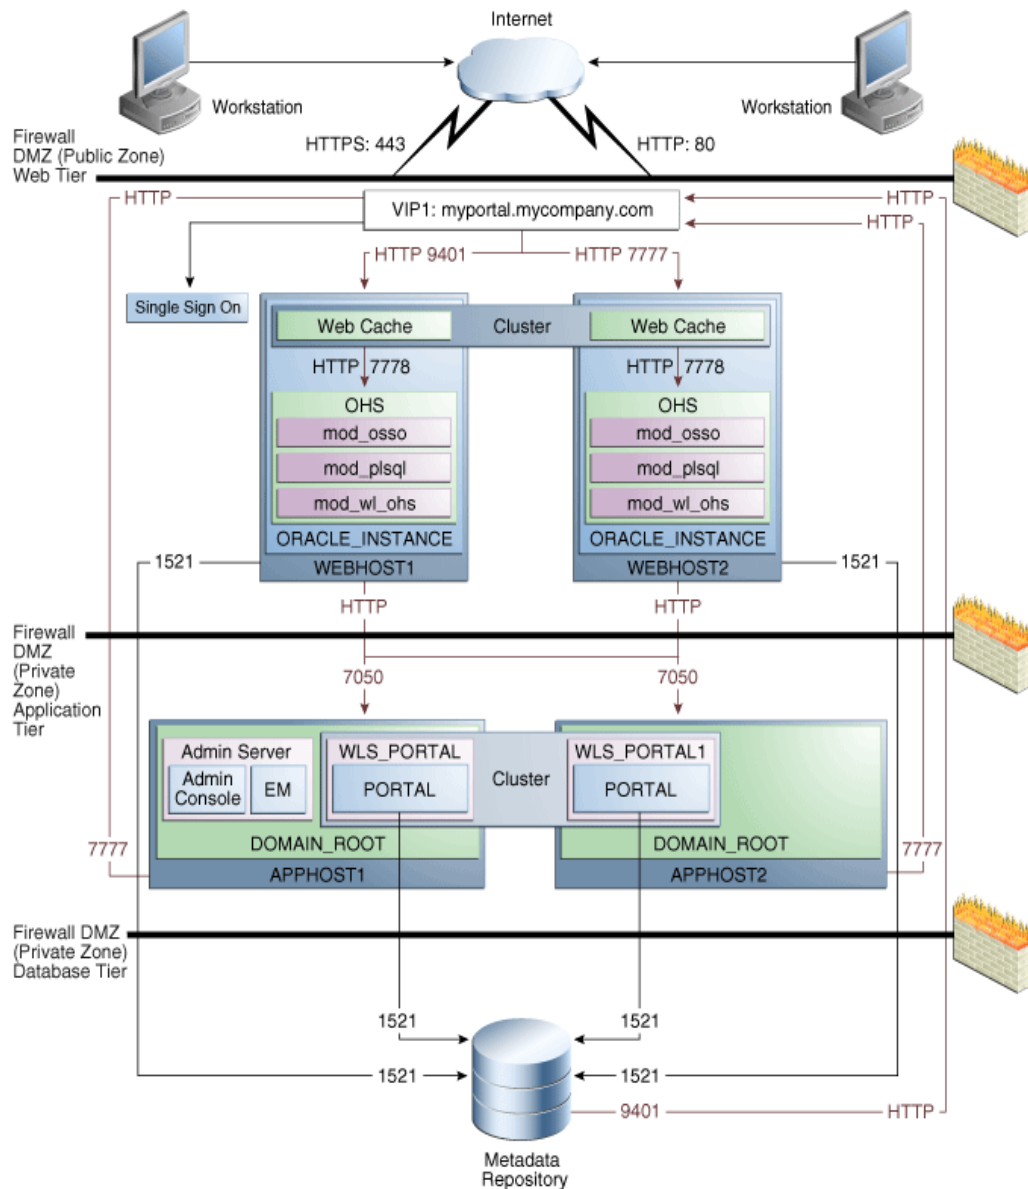 Internet
Workstation
Workstation
Firewall
DMZ (Public Zone)
Web Tier
HTTPS: 443
HTTP: 80
HTTP
VIP1: myportal.mycompany.com
HTTP
HTTP
HTTP 9401
HTTP 7777
Single Sign On
Web Cache
Cluster
Web Cache
HTTP 7778
HTTP 7778
OHS
mod_osso
mod_plsql
mod_wl_ohs
ORACLE_INSTANCE
WEBHOST1
OHS
mod_osso
mod_plsql
mod_wl_ohs
ORACLE_INSTANCE
WEBHOST2
1521
1521
HTTP
HTTP
Firewall
DMZ
(Private
Zone)
Application
Tier
7050
7050
Admin Server
Admin
Console
EM
WLS_PORTAL
PORTAL
Cluster
WLS_PORTAL1
PORTAL
DOMAIN_ROOT
APPHOST1
DOMAIN_ROOT
APPHOST2
7777
7777
Firewall DMZ
(Private Zone)
Database Tier
1521
1521
1521
1521
9401
HTTP
Metadata
Repository